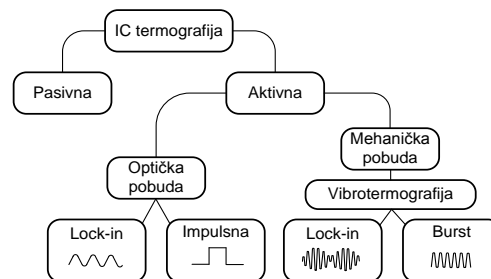 IC termografija
Pasivna
Aktivna
Mehanička
pobuda
Optička
pobuda
Vibrotermografija
Lock-in
Impulsna
Lock-in
Burst